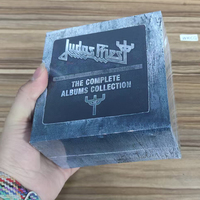 Judas Priest
THE COMPLETE
ALBUMS COLLECTION